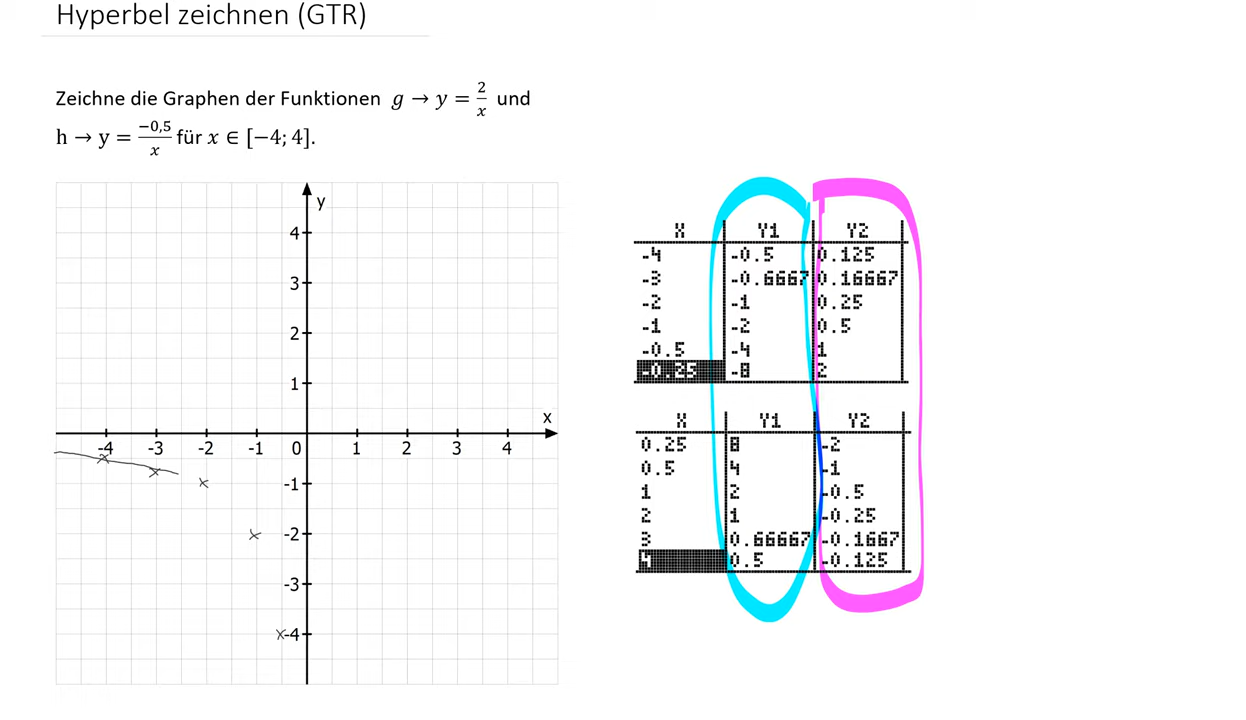 Hyperbel zeichnen (GTR)
Zeichne die Graphen der Funktionen g → y = 2/x und
h → y = −0,5/x für x ∈ [−4; 4].
y
4
3
2
1
x
-4 -3 -2 -1 0 1 2 3 4
-1
-2
-3
-4
X Y1 Y2
-4 -0.5 0.125
-3 -0.6667 0.16667
-2 -1 0.25
-1 -2 0.5
-0.5 -4 1
-0.25 -8 2
X Y1 Y2
0.25 8 -2
0.5 4 -1
1 2 -0.5
2 1 -0.25
3 0.66667 -0.1667
4 0.5 -0.125